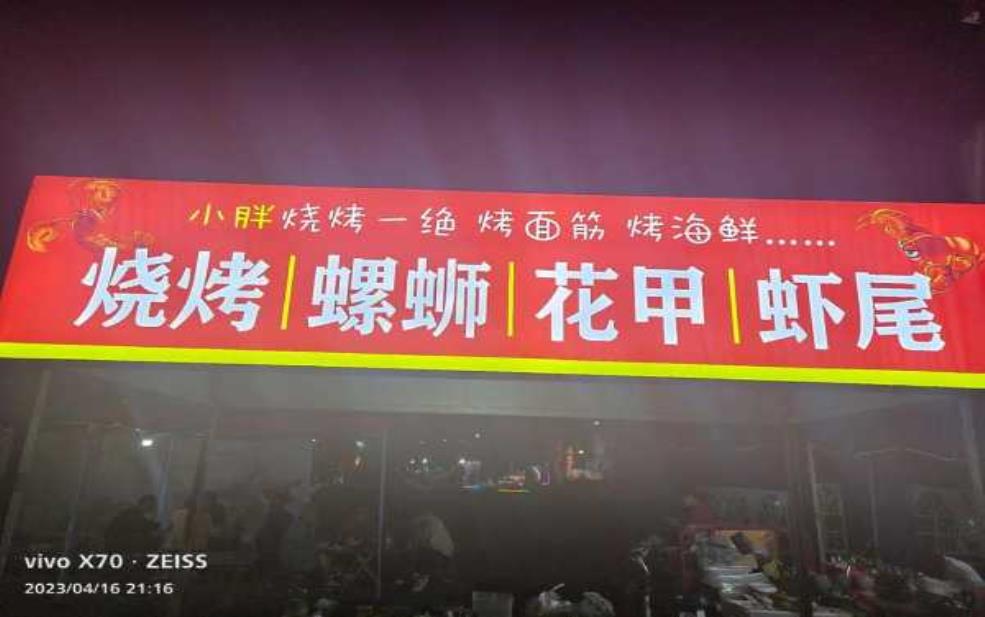 小胖烧烤一绝 烤面筋 烤海鲜……
烧烤|螺蛳|花甲|虾尾
vivo X70 · ZEISS
2023/04/16 21:16